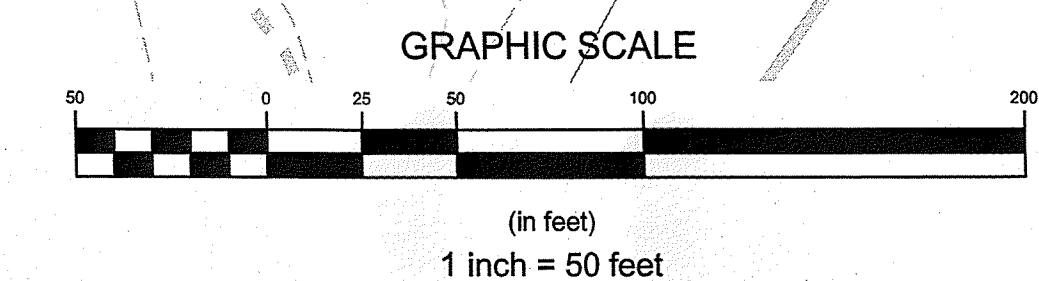 GRAPHIC SCALE
50 0 25 50 100 200
(in feet)
1 inch = 50 feet